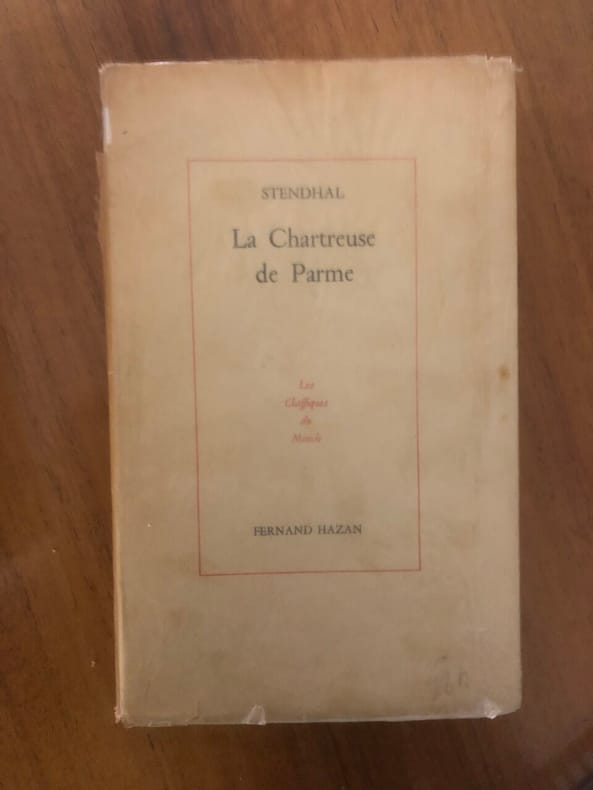 STENDHAL
La Chartreuse
de Parme
Les
Classiques
du
Monde
FERNAND HAZAN